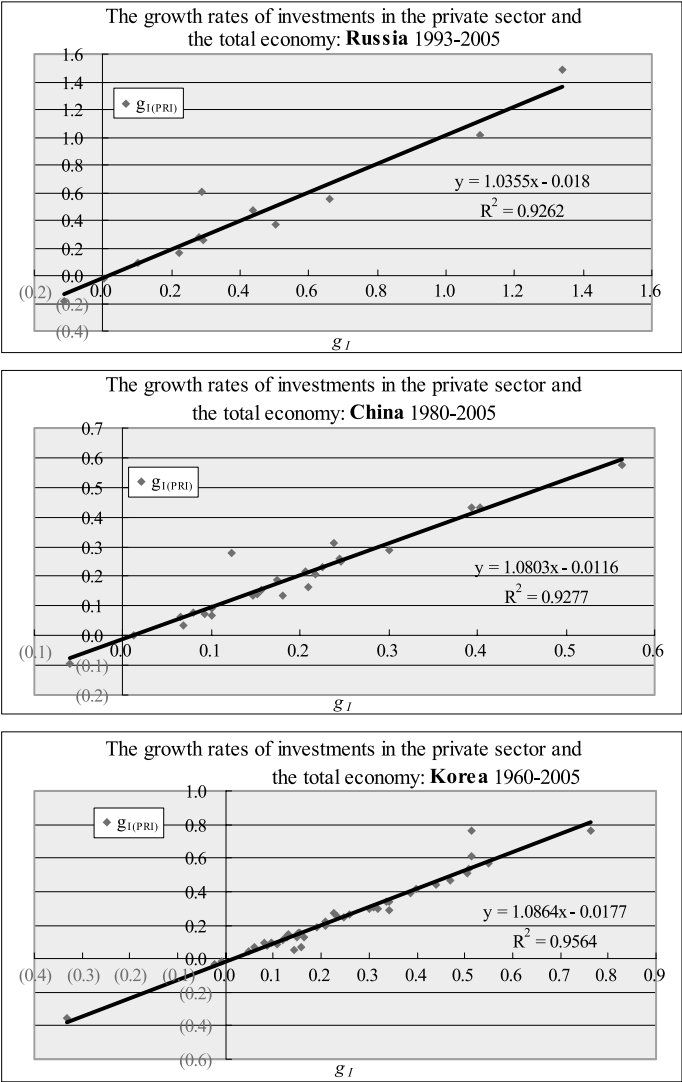 The growth rates of investments in the private sector and
the total economy: Russia 1993-2005
1.6
1.4
g I(PRI)
1.2
1.0
0.8
y = 1.0355x - 0.018
0.6
R² = 0.9262
0.4
0.2
0.0
(0.2) 0.0 0.2 0.4 0.6 0.8 1.0 1.2 1.4 1.6
(0.2)
(0.4)
g I
The growth rates of investments in the private sector and
the total economy: China 1980-2005
0.7
0.6
g I(PRI)
0.5
0.4
0.3
y = 1.0803x - 0.0116
0.2
R² = 0.9277
0.1
0.0
(0.1) 0.0 0.1 0.2 0.3 0.4 0.5 0.6
(0.1)
(0.2)
g I
The growth rates of investments in the private sector and
the total economy: Korea 1960-2005
1.0
g I(PRI)
0.8
0.6
0.4
y = 1.0864x - 0.0177
0.2
R² = 0.9564
0.0
(0.4) (0.3) (0.2) (0.1) 0 0.1 0.2 0.3 0.4 0.5 0.6 0.7 0.8 0.9
(0.2)
(0.4)
(0.6)
g I